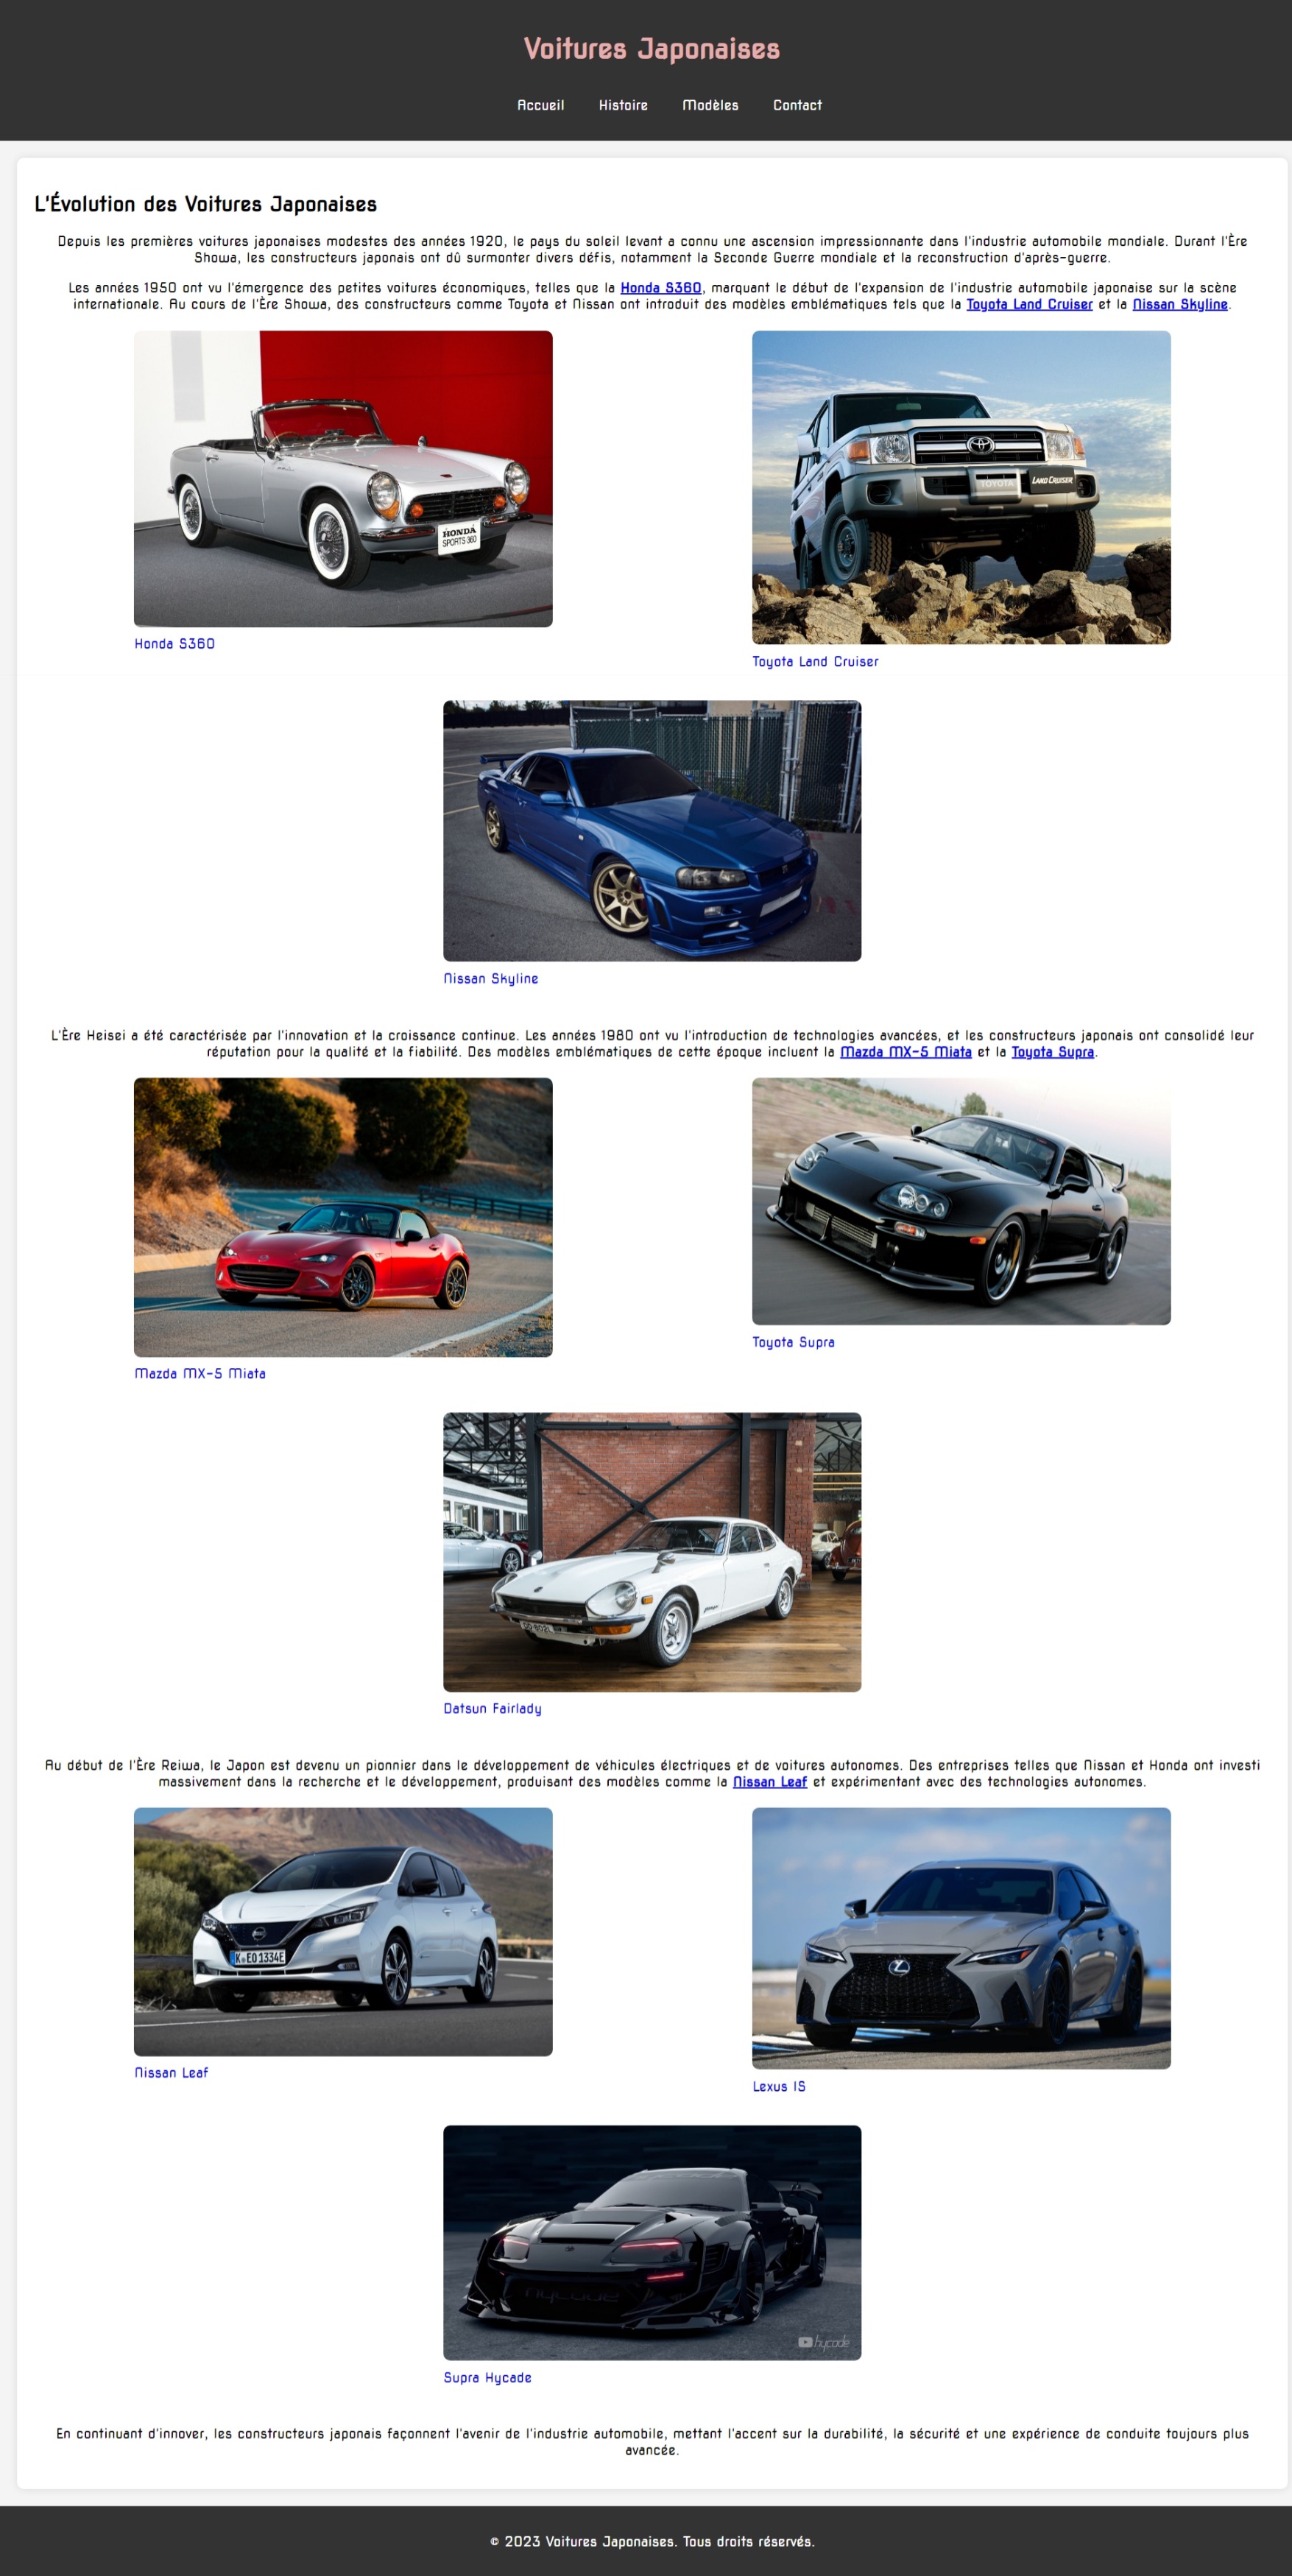 Voitures Japonaises
Accueil Histoire Modèles Contact
L'Évolution des Voitures Japonaises
Depuis les premières voitures japonaises modestes des années 1920, le pays du soleil levant a connu une ascension impressionnante dans l'industrie automobile mondiale. Durant l'Ère
Showa, les constructeurs japonais ont dû surmonter divers défis, notamment la Seconde Guerre mondiale et la reconstruction d'après-guerre.
Les années 1950 ont vu l'émergence des petites voitures économiques, telles que la Honda S360, marquant le début de l'expansion de l'industrie automobile japonaise sur la scène
internationale. Au cours de l'Ère Showa, des constructeurs comme Toyota et Nissan ont introduit des modèles emblématiques tels que la Toyota Land Cruiser et la Nissan Skyline.
HONDA
SPORTS 360
TOYOTA
LAND CRUISER
Honda S360
Toyota Land Cruiser
Nissan Skyline
L'Ère Heisei a été caractérisée par l'innovation et la croissance continue. Les années 1980 ont vu l'introduction de technologies avancées, et les constructeurs japonais ont consolidé leur
réputation pour la qualité et la fiabilité. Des modèles emblématiques de cette époque incluent la Mazda MX-5 Miata et la Toyota Supra.
Toyota Supra
Mazda MX-5 Miata
Datsun Fairlady
Au début de l'Ère Reiwa, le Japon est devenu un pionnier dans le développement de véhicules électriques et de voitures autonomes. Des entreprises telles que Nissan et Honda ont investi
massivement dans la recherche et le développement, produisant des modèles comme la Nissan Leaf et expérimentant avec des technologies autonomes.
K EO 1334E
Nissan Leaf
Lexus IS
hycade
hycade
Supra Hycade
En continuant d'innover, les constructeurs japonais façonnent l'avenir de l'industrie automobile, mettant l'accent sur la durabilité, la sécurité et une expérience de conduite toujours plus
avancée.
© 2023 Voitures Japonaises. Tous droits réservés.